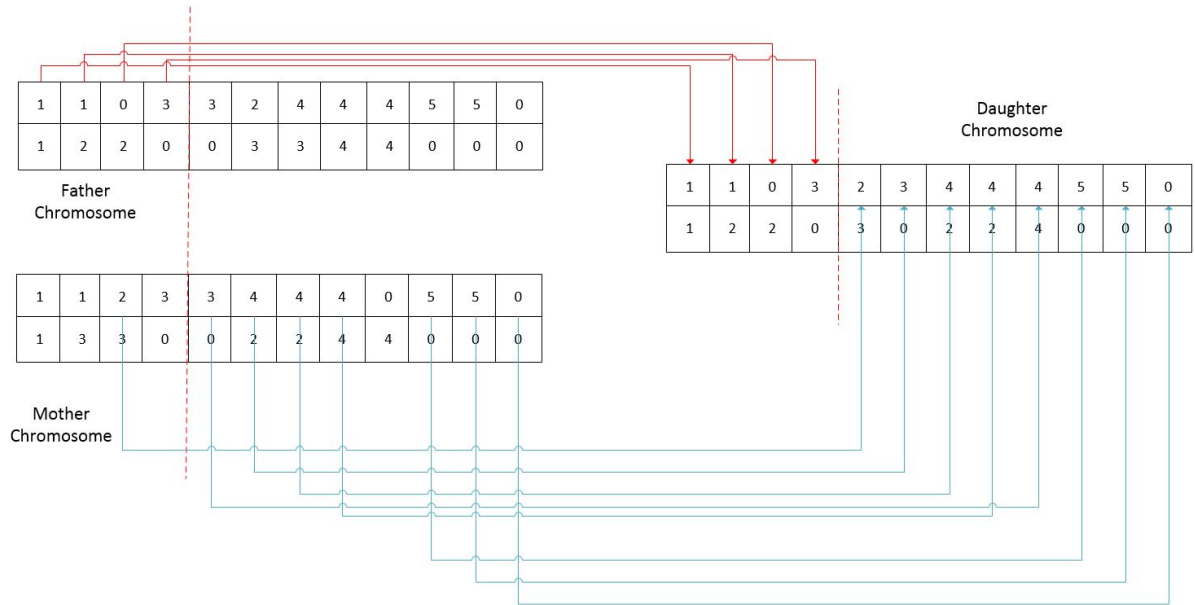 1 1 0 3 3 2 4 4 4 5 5 0
1 2 2 0 0 3 3 4 4 0 0 0
Father
Chromosome
1 1 2 3 3 4 4 4 0 5 5 0
1 3 3 0 0 2 2 4 4 0 0 0
Mother
Chromosome
Daughter
Chromosome
1 1 0 3 2 3 4 4 4 5 5 0
1 2 2 0 3 0 2 2 4 0 0 0